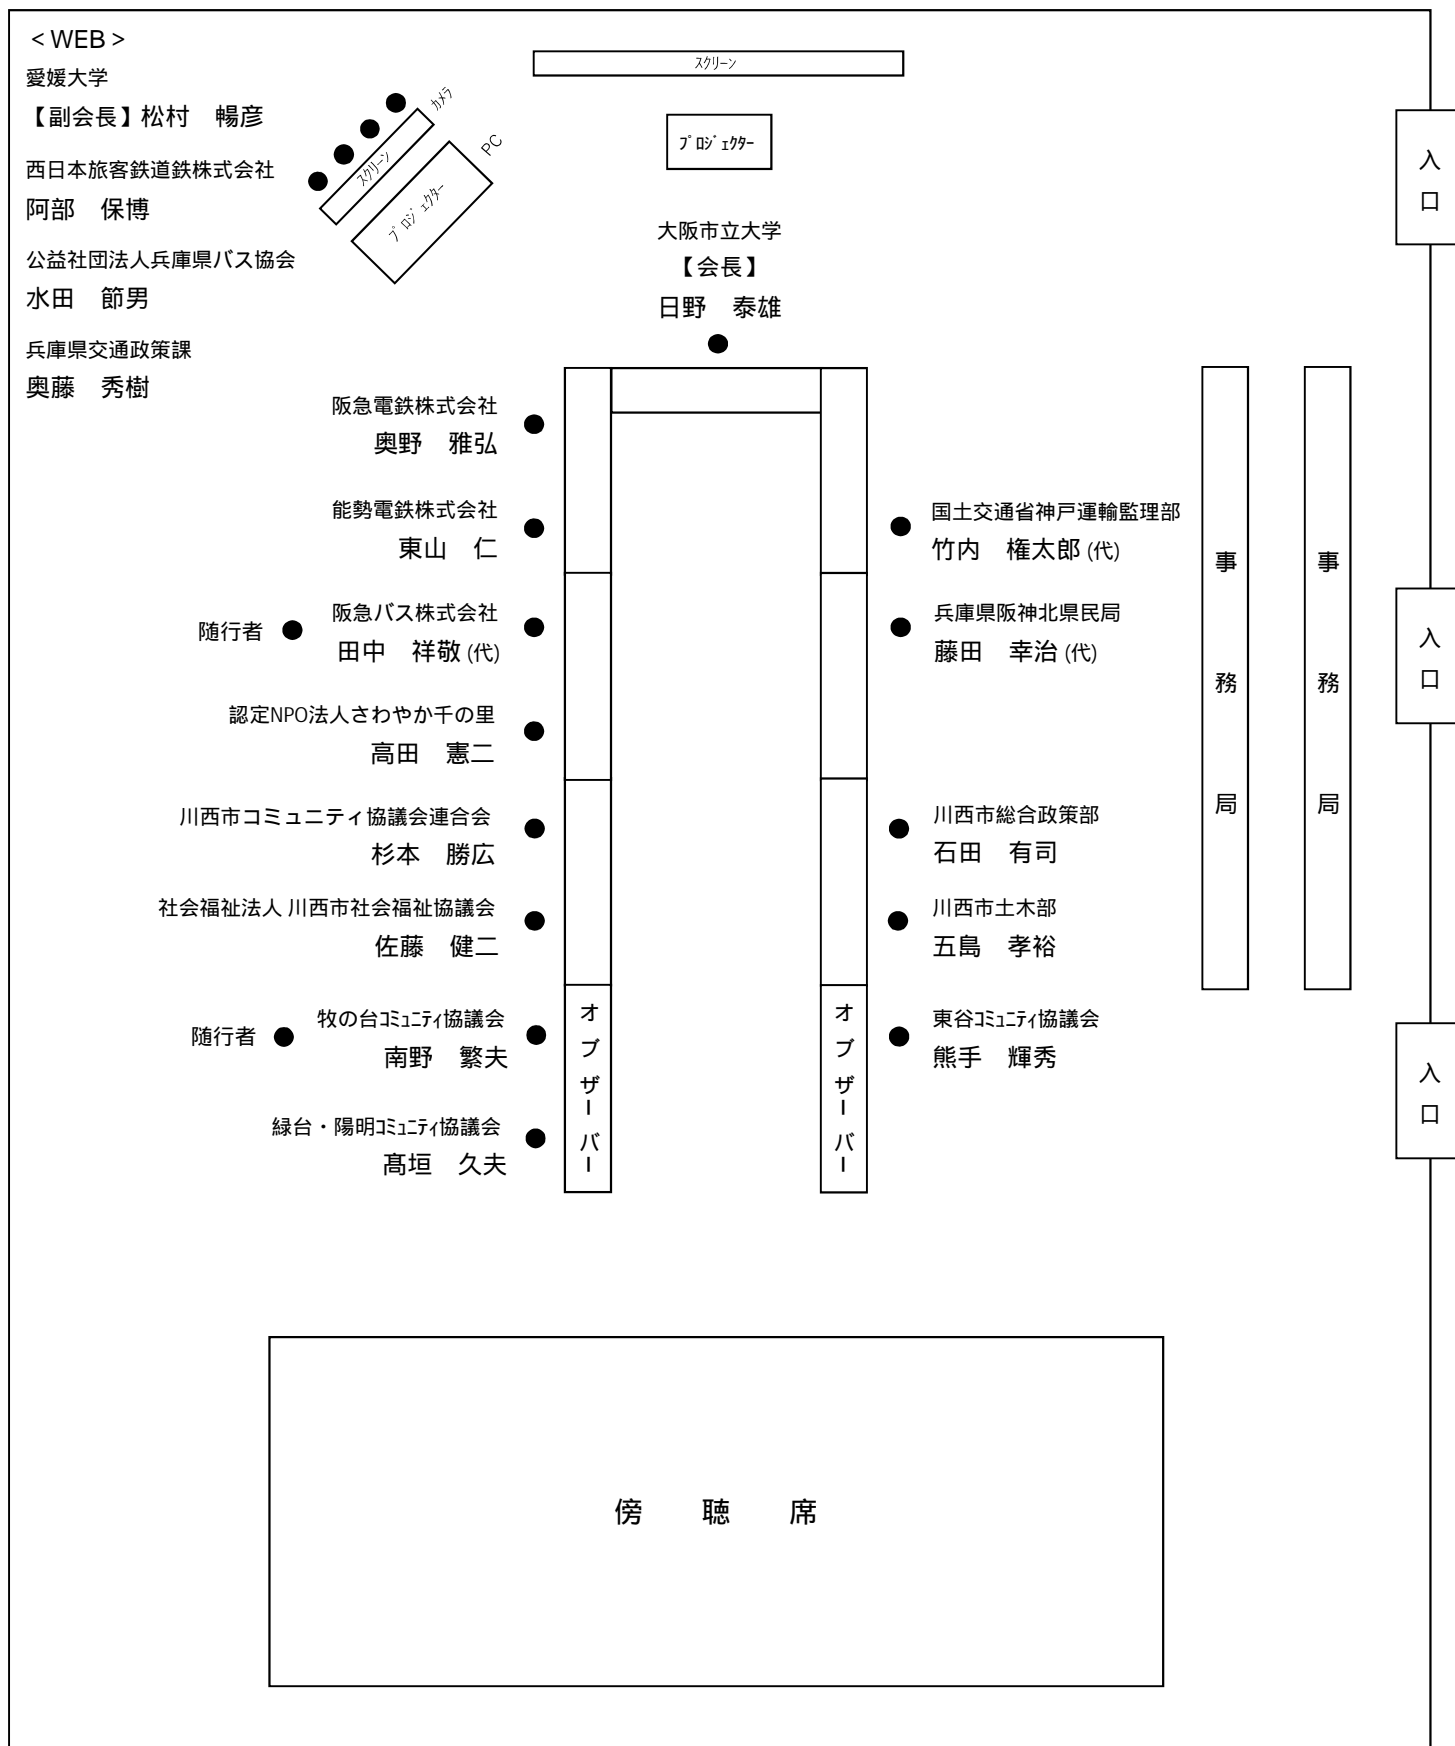 ＜WEB＞
愛媛大学
【副会長】松村　暢彦
西日本旅客鉄道鉄株式会社
阿部　保博
公益社団法人兵庫県バス協会
水田　節男
兵庫県交通政策課
奥藤　秀樹
ｽｸﾘｰﾝ
ｶﾒﾗ
ｽｸﾘｰﾝ
PC
ﾌﾟﾛｼﾞｪｸﾀｰ
ﾌﾟﾛｼﾞｪｸﾀｰ
大阪市立大学
【会長】
日野　泰雄
阪急電鉄株式会社
奥野　雅弘
能勢電鉄株式会社
東山　仁
随行者
阪急バス株式会社
田中　祥敬(代)
認定NPO法人さわやか千の里
高田　憲二
川西市コミュニティ協議会連合会
杉本　勝広
社会福祉法人 川西市社会福祉協議会
佐藤　健二
随行者
牧の台ｺﾐｭﾆﾃｨ協議会
南野　繁夫
緑台・陽明ｺﾐｭﾆﾃｨ協議会
髙垣　久夫
オブザーバー
オブザーバー
国土交通省神戸運輸監理部
竹内　権太郎(代)
兵庫県阪神北県民局
藤田　幸治(代)
川西市総合政策部
石田　有司
川西市土木部
五島　孝裕
東谷ｺﾐｭﾆﾃｨ協議会
熊手　輝秀
事務局
事務局
入口
入口
入口
傍　聴　席